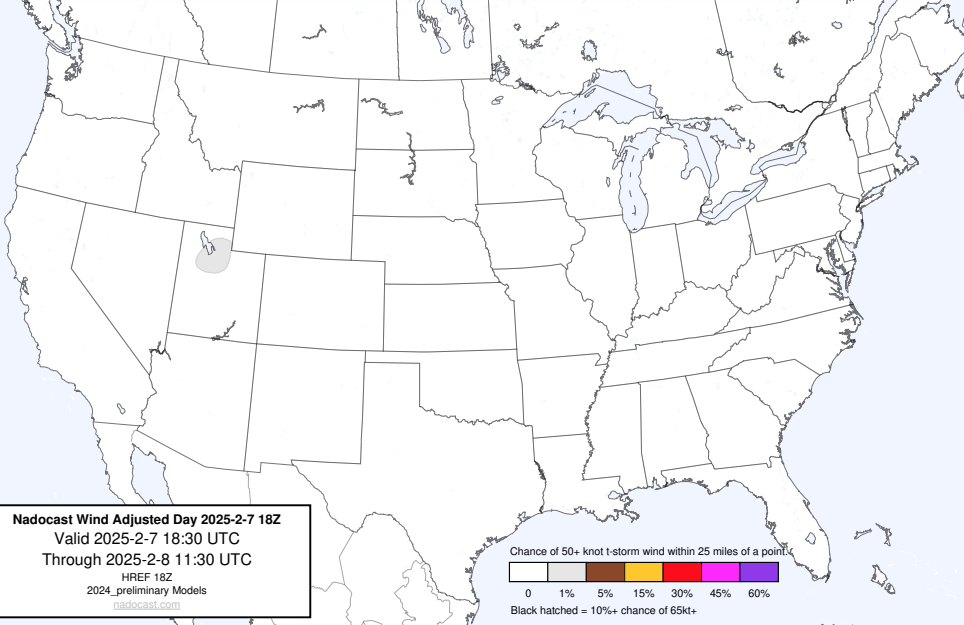 Nadocast Wind Adjusted Day 2025-2-7 18Z
Valid 2025-2-7 18:30 UTC
Through 2025-2-8 11:30 UTC
HREF 18Z
2024_preliminary Models
nadocast.com
Chance of 50+ knot t-storm wind within 25 miles of a point.
0 1% 5% 15% 30% 45% 60%
Black hatched = 10%+ chance of 65kt+